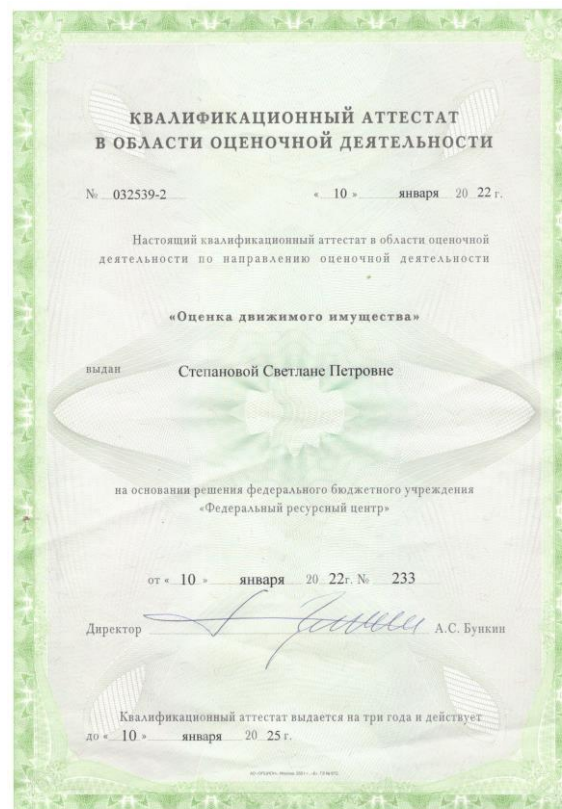 КВАЛИФИКАЦИОННЫЙ АТТЕСТАТ
В ОБЛАСТИ ОЦЕНОЧНОЙ ДЕЯТЕЛЬНОСТИ
№ 032539-2 « 10 » января 20 22 г.
Настоящий квалификационный аттестат в области оценочной
деятельности по направлению оценочной деятельности
«Оценка движимого имущества»
выдан Степановой Светлане Петровне
на основании решения федерального бюджетного учреждения
«Федеральный ресурсный центр»
от « 10 » января 20 22г. № 233
Директор А.С. Бункин
Квалификационный аттестат выдается на три года и действует
до « 10 » января 20 25 г.